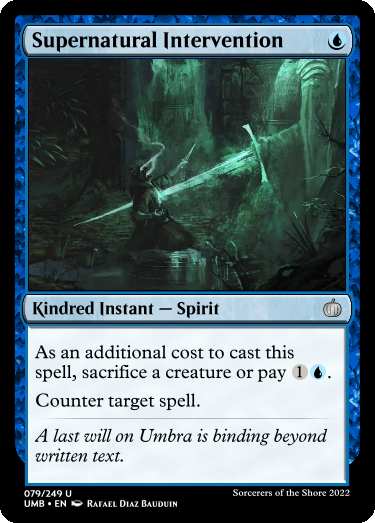 Supernatural Intervention
Kindred Instant — Spirit
As an additional cost to cast this
spell, sacrifice a creature or pay 1.
Counter target spell.
A last will on Umbra is binding beyond
written text.
079/249 U
Sorcerers of the Shore 2022
UMB • EN Rafael Diaz Bauduin